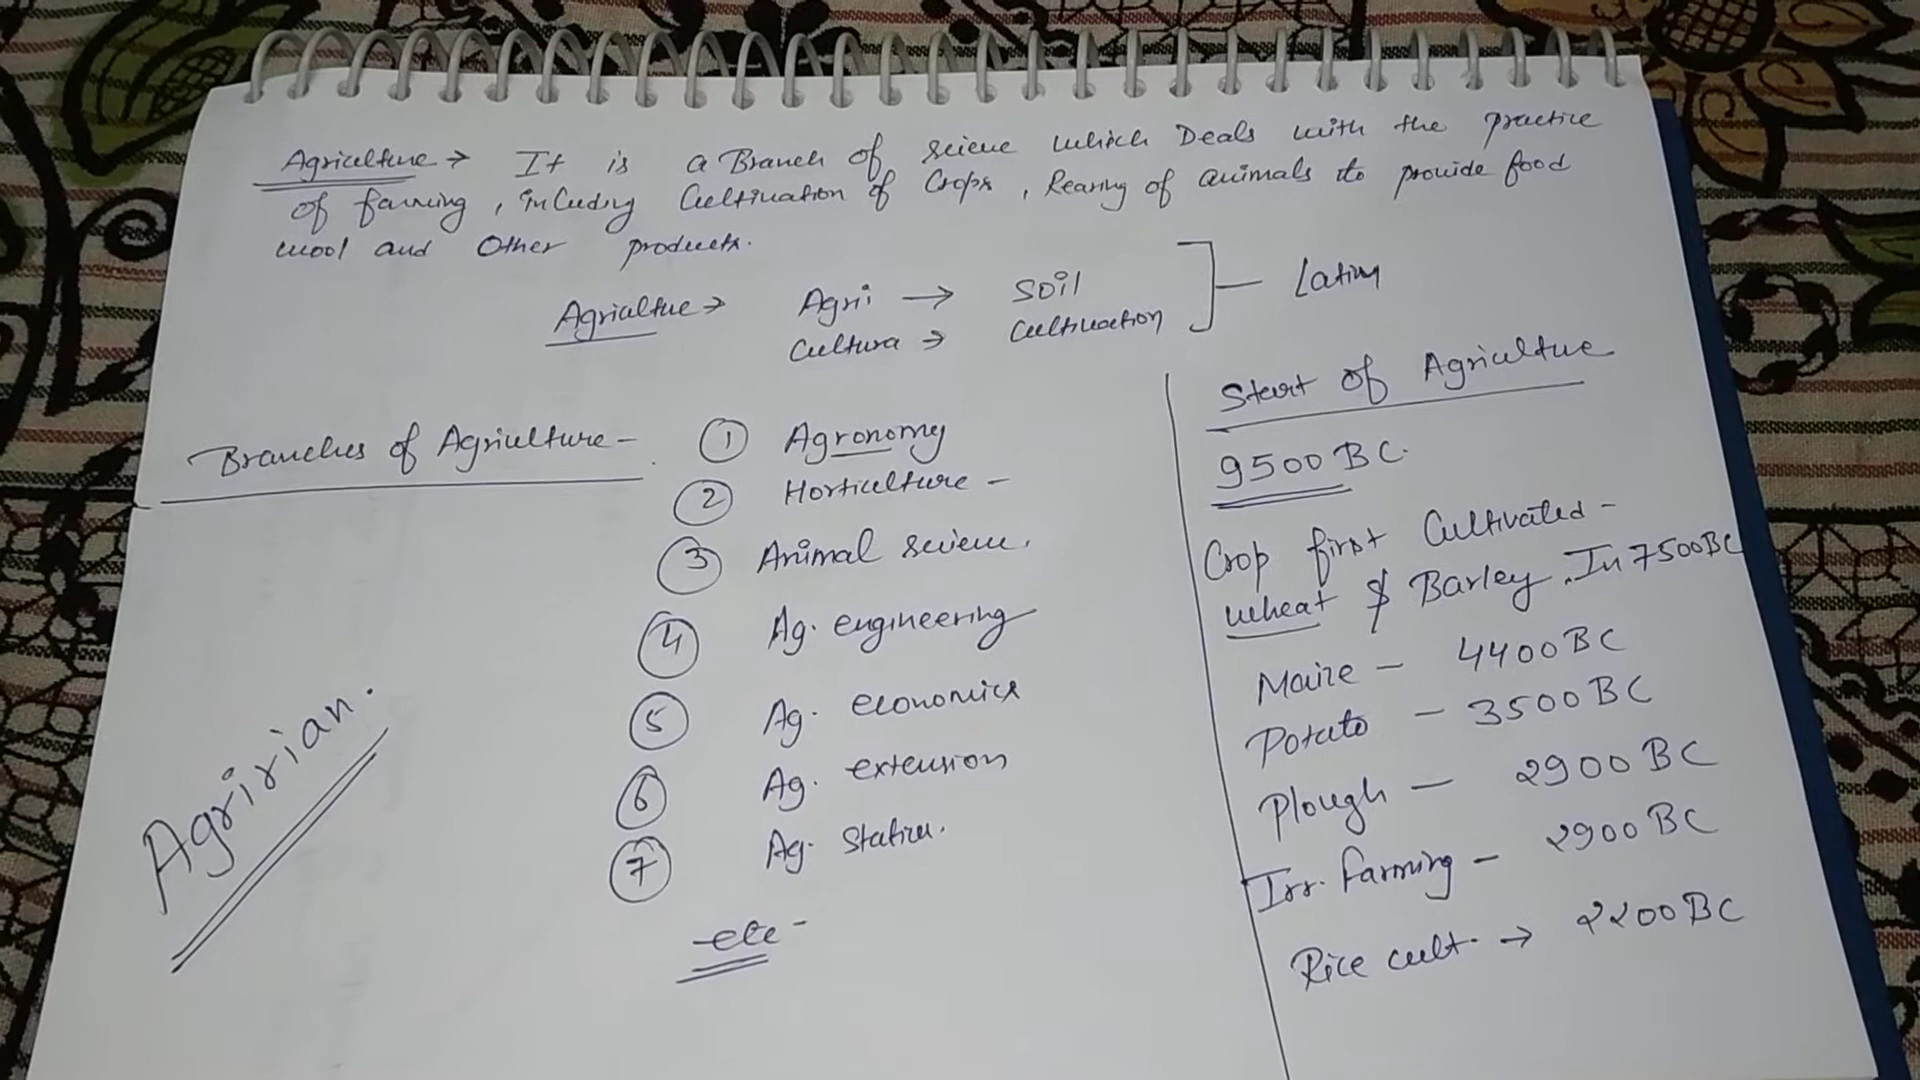 Agriculture → It is a Branch of science which Deals with the practice
of farming, including Cultivation of Crops, Rearing of animals to provide food
wool and Other products.
Agriculture → Agri → Soil
Cultura → Cultivation
Latin
Branches of Agriculture -
① Agronomy
② Horticulture -
③ Animal science.
④ Ag. engineering
⑤ Ag. economics
⑥ Ag. extension
⑦ Ag.
etc -
Agririan.
Start of Agriculture
9500 BC.
Crop first Cultivated -
wheat & Barley. In 7500 BC
Maize - 4400 BC
Potato - 3500 BC
Plough - 2900 BC
Irr. farming - 2900 BC
Rice cult. → 2200 BC